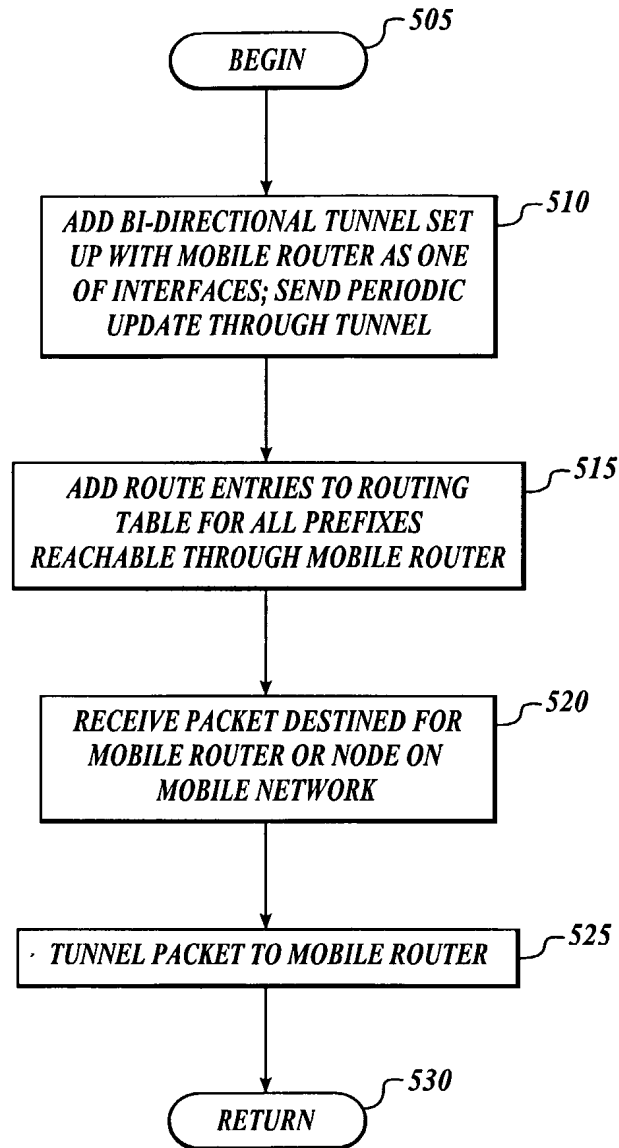 505
BEGIN
510
ADD BI-DIRECTIONAL TUNNEL SET
UP WITH MOBILE ROUTER AS ONE
OF INTERFACES; SEND PERIODIC
UPDATE THROUGH TUNNEL
515
ADD ROUTE ENTRIES TO ROUTING
TABLE FOR ALL PREFIXES
REACHABLE THROUGH MOBILE ROUTER
520
RECEIVE PACKET DESTINED FOR
MOBILE ROUTER OR NODE ON
MOBILE NETWORK
525
TUNNEL PACKET TO MOBILE ROUTER
530
RETURN